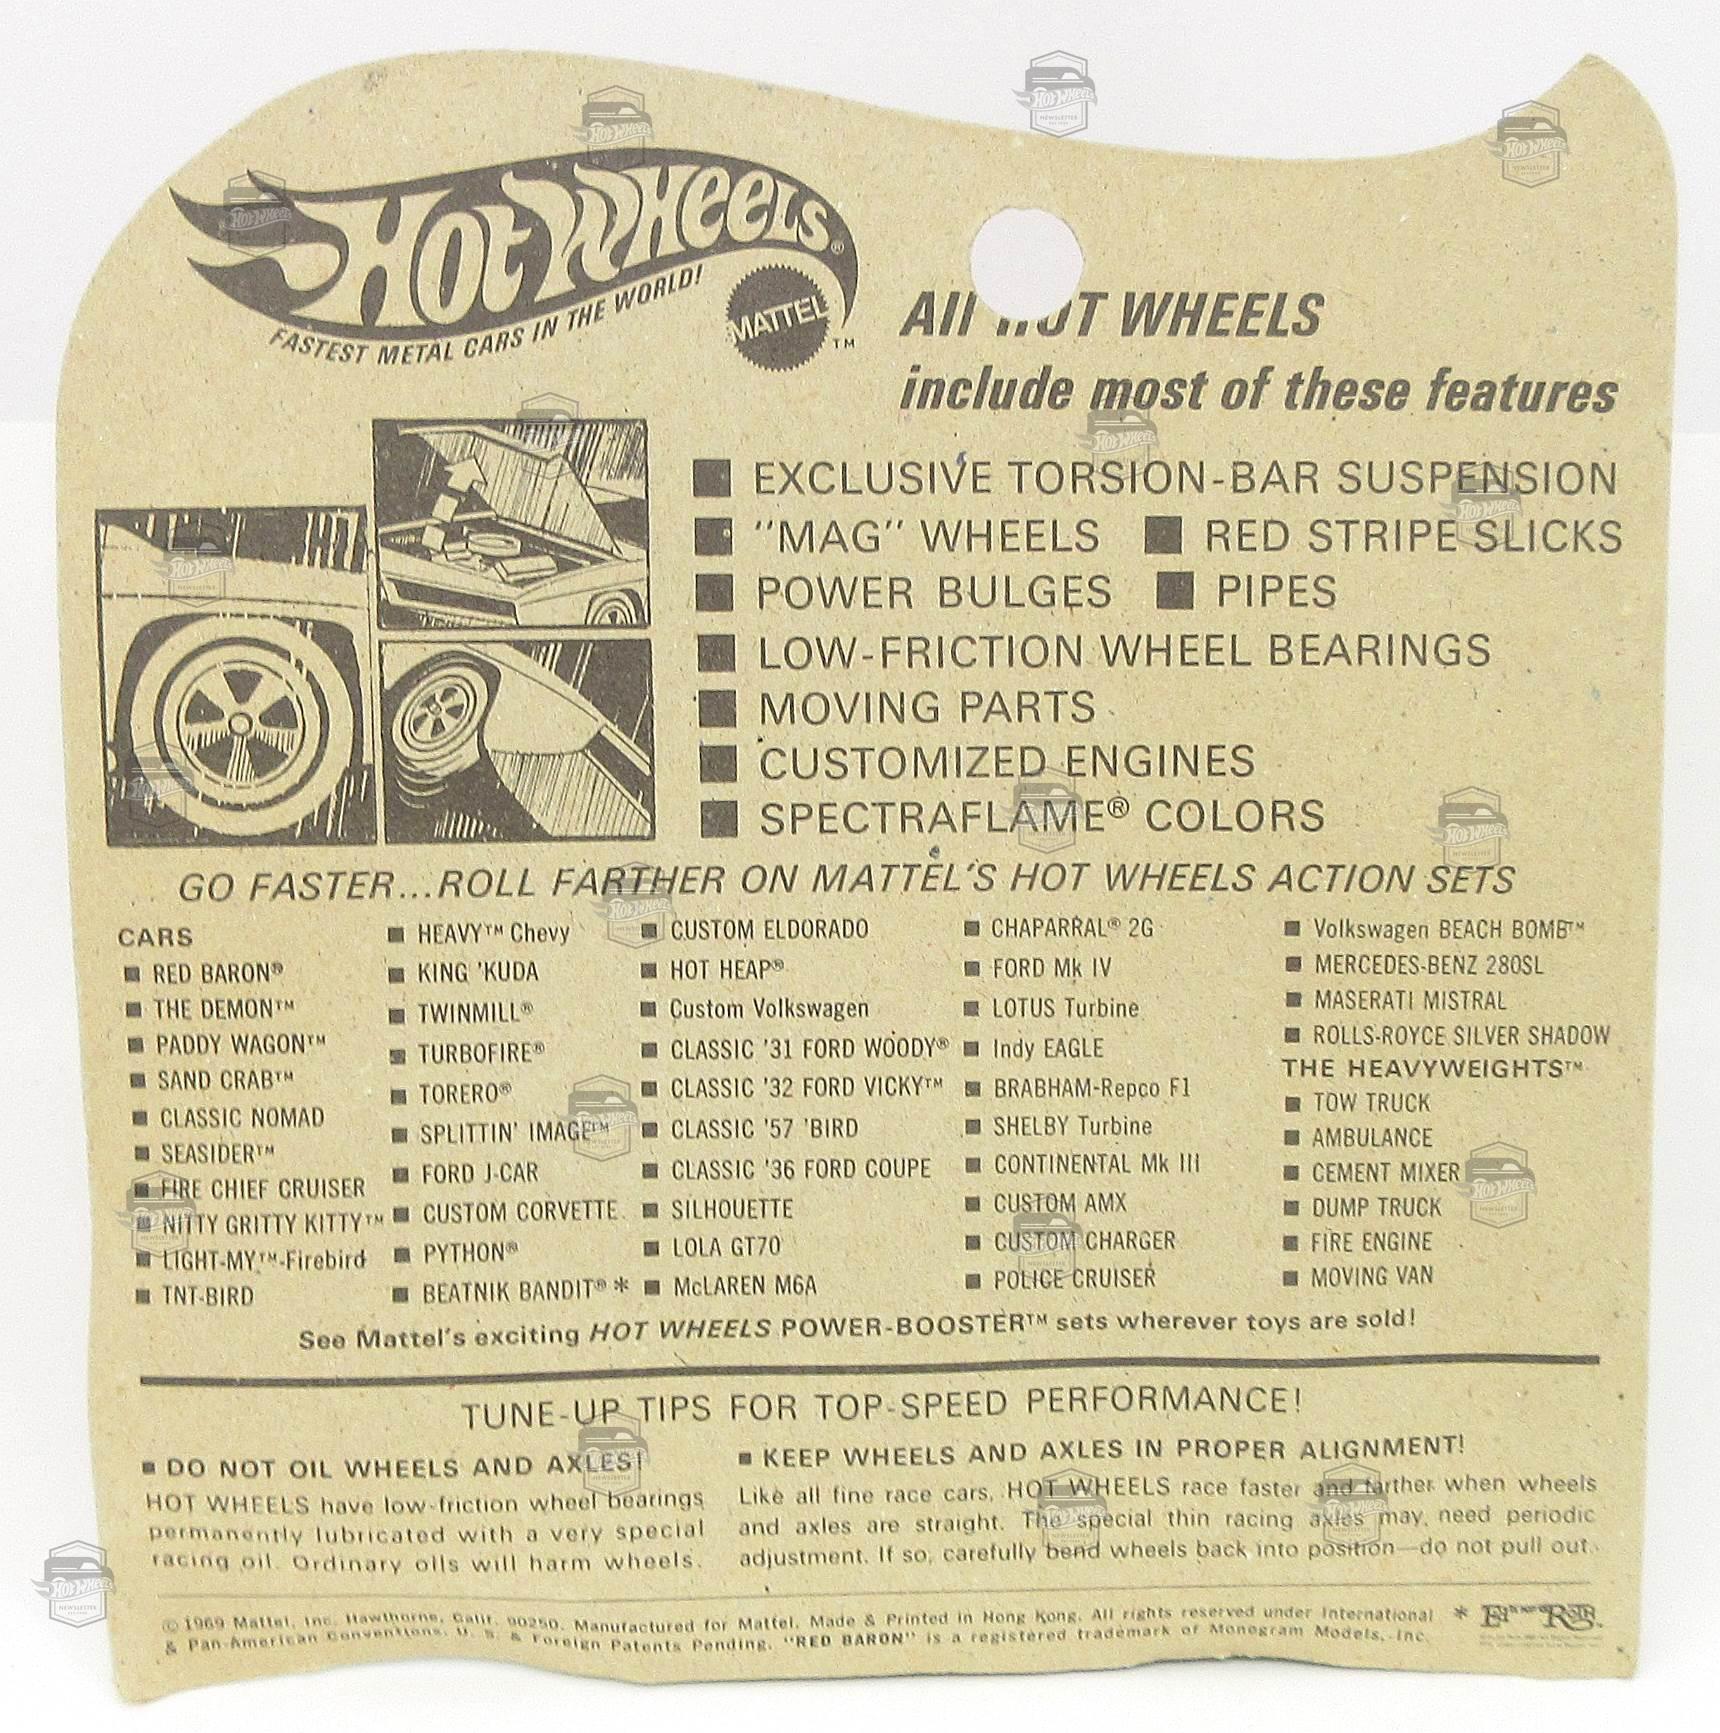 HOT WHEELS®
FASTEST METAL CARS IN THE WORLD!
MATTEL ™
All HOT WHEELS
include most of these features
■ EXCLUSIVE TORSION-BAR SUSPENSION
■ "MAG" WHEELS ■ RED STRIPE SLICKS
■ POWER BULGES ■ PIPES
■ LOW-FRICTION WHEEL BEARINGS
■ MOVING PARTS
■ CUSTOMIZED ENGINES
■ SPECTRAFLAME® COLORS
GO FASTER...ROLL FARTHER ON MATTEL'S HOT WHEELS ACTION SETS
CARS
■ RED BARON®
■ THE DEMON™
■ PADDY WAGON™
■ SAND CRAB™
■ CLASSIC NOMAD
■ SEASIDER™
■ FIRE CHIEF CRUISER
■ NITTY GRITTY KITTY™
■ LIGHT-MY™-Firebird
■ TNT-BIRD
■ HEAVY™ Chevy
■ KING 'KUDA
■ TWINMILL®
■ TURBOFIRE®
■ TORERO®
■ SPLITTIN' IMAGE™
■ FORD J-CAR
■ CUSTOM CORVETTE
■ PYTHON®
■ BEATNIK BANDIT® *
■ CUSTOM ELDORADO
■ HOT HEAP®
■ Custom Volkswagen
■ CLASSIC '31 FORD WOODY®
■ CLASSIC '32 FORD VICKY™
■ CLASSIC '57 'BIRD
■ CLASSIC '36 FORD COUPE
■ SILHOUETTE
■ LOLA GT70
■ McLAREN M6A
■ CHAPARRAL® 2G
■ FORD Mk IV
■ LOTUS Turbine
■ Indy EAGLE
■ BRABHAM-Repco F1
■ SHELBY Turbine
■ CONTINENTAL Mk III
■ CUSTOM AMX
■ CUSTOM CHARGER
■ POLICE CRUISER
■ Volkswagen BEACH BOMB™
■ MERCEDES-BENZ 280SL
■ MASERATI MISTRAL
■ ROLLS-ROYCE SILVER SHADOW
THE HEAVYWEIGHTS™
■ TOW TRUCK
■ AMBULANCE
■ CEMENT MIXER
■ DUMP TRUCK
■ FIRE ENGINE
■ MOVING VAN
See Mattel's exciting HOT WHEELS POWER-BOOSTER™ sets wherever toys are sold!
TUNE-UP TIPS FOR TOP-SPEED PERFORMANCE!
■ DO NOT OIL WHEELS AND AXLES!
HOT WHEELS have low-friction wheel bearings
permanently lubricated with a very special
racing oil. Ordinary oils will harm wheels.
■ KEEP WHEELS AND AXLES IN PROPER ALIGNMENT!
Like all fine race cars, HOT WHEELS race faster and farther when wheels
and axles are straight. The special thin racing axles may need periodic
adjustment. If so, carefully bend wheels back into position—do not pull out.
© 1969 Mattel, Inc. Hawthorne, Calif. 90250. Manufactured for Mattel. Made & Printed in Hong Kong. All rights reserved under International
& Pan-American Conventions. U. S. & Foreign Patents Pending. "RED BARON" is a registered trademark of Monogram Models, Inc.
*